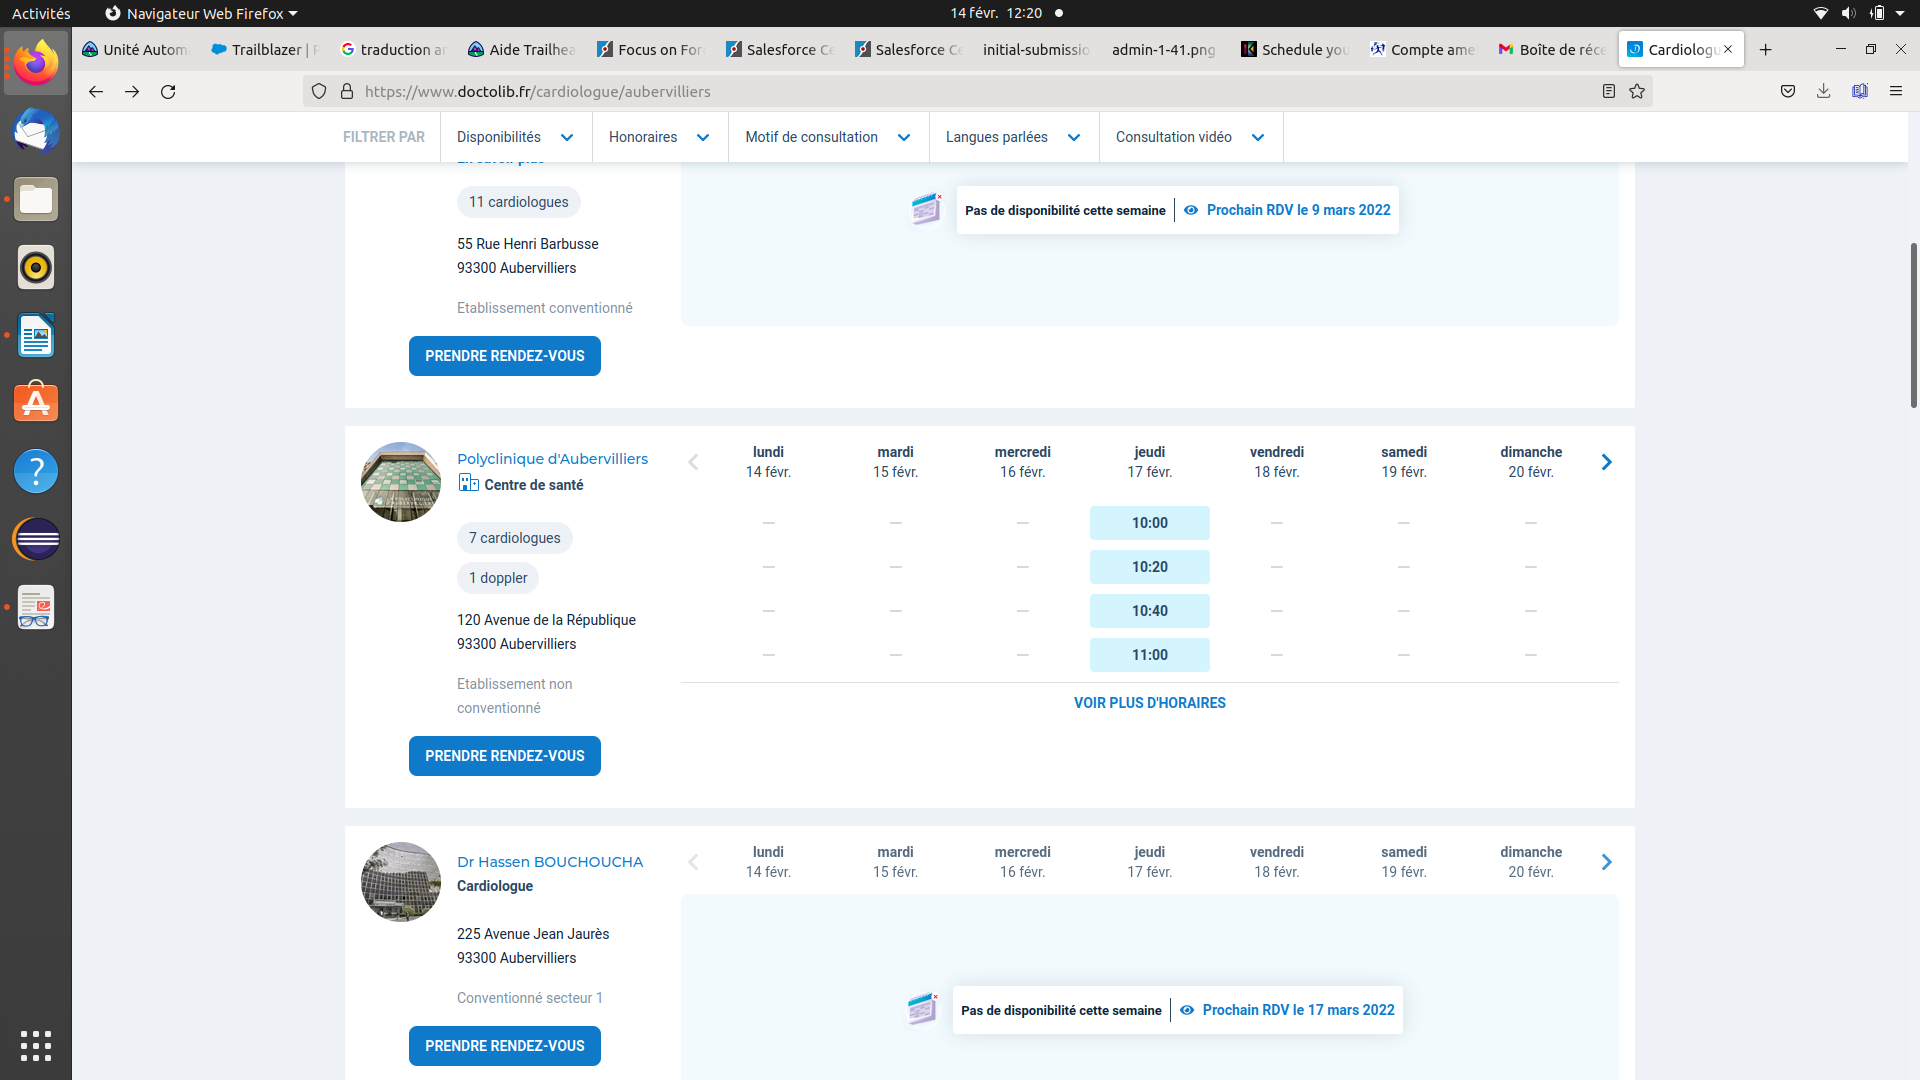 Activités
Navigateur Web Firefox
14 févr. 12:20
Unité Autom
Trailblazer |
traduction a
Aide Trailhea
Focus on For
Salesforce Ce
Salesforce Ce
initial-submissio
admin-1-41.png
Schedule you
Compte ame
Boîte de réce
Cardiologu
https://www.doctolib.fr/cardiologue/aubervilliers
FILTRER PAR
Disponibilités
Honoraires
Motif de consultation
Langues parlées
Consultation vidéo
En savoir plus
11 cardiologues
55 Rue Henri Barbusse
93300 Aubervilliers
Etablissement conventionné
PRENDRE RENDEZ-VOUS
Pas de disponibilité cette semaine
Prochain RDV le 9 mars 2022
Polyclinique d'Aubervilliers
Centre de santé
7 cardiologues
1 doppler
120 Avenue de la République
93300 Aubervilliers
Etablissement non
conventionné
PRENDRE RENDEZ-VOUS
lundi mardi mercredi jeudi vendredi samedi dimanche
14 févr. 15 févr. 16 févr. 17 févr. 18 févr. 19 févr. 20 févr.
— — — 10:00 — — —
— — — 10:20 — — —
— — — 10:40 — — —
— — — 11:00 — — —
VOIR PLUS D'HORAIRES
Dr Hassen BOUCHOUCHA
Cardiologue
225 Avenue Jean Jaurès
93300 Aubervilliers
Conventionné secteur 1
PRENDRE RENDEZ-VOUS
lundi mardi mercredi jeudi vendredi samedi dimanche
14 févr. 15 févr. 16 févr. 17 févr. 18 févr. 19 févr. 20 févr.
Pas de disponibilité cette semaine
Prochain RDV le 17 mars 2022